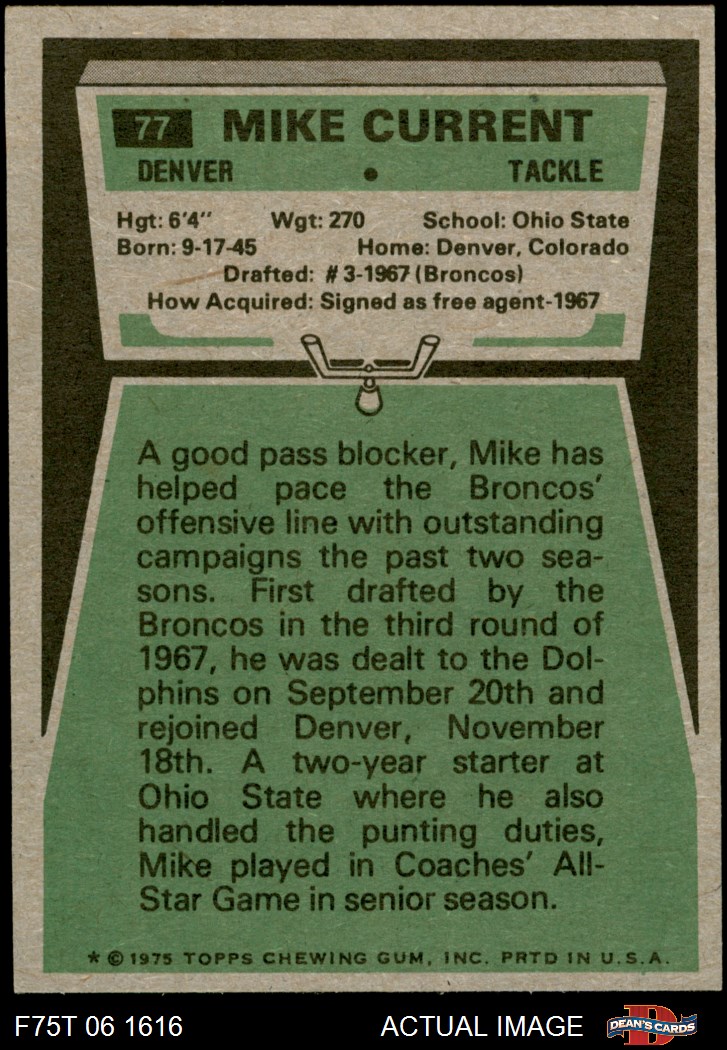 77 MIKE CURRENT
DENVER • TACKLE
Hgt: 6'4" Wgt: 270 School: Ohio State
Born: 9-17-45 Home: Denver, Colorado
Drafted: #3-1967 (Broncos)
How Acquired: Signed as free agent-1967
A good pass blocker, Mike has
helped pace the Broncos'
offensive line with outstanding
campaigns the past two sea-
sons. First drafted by the
Broncos in the third round of
1967, he was dealt to the Dol-
phins on September 20th and
rejoined Denver, November
18th. A two-year starter at
Ohio State where he also
handled the punting duties,
Mike played in Coaches' All-
Star Game in senior season.
* © 1975 TOPPS CHEWING GUM, INC. PRTD IN U.S.A.
F75T 06 1616 ACTUAL IMAGE D DEAN'S CARDS